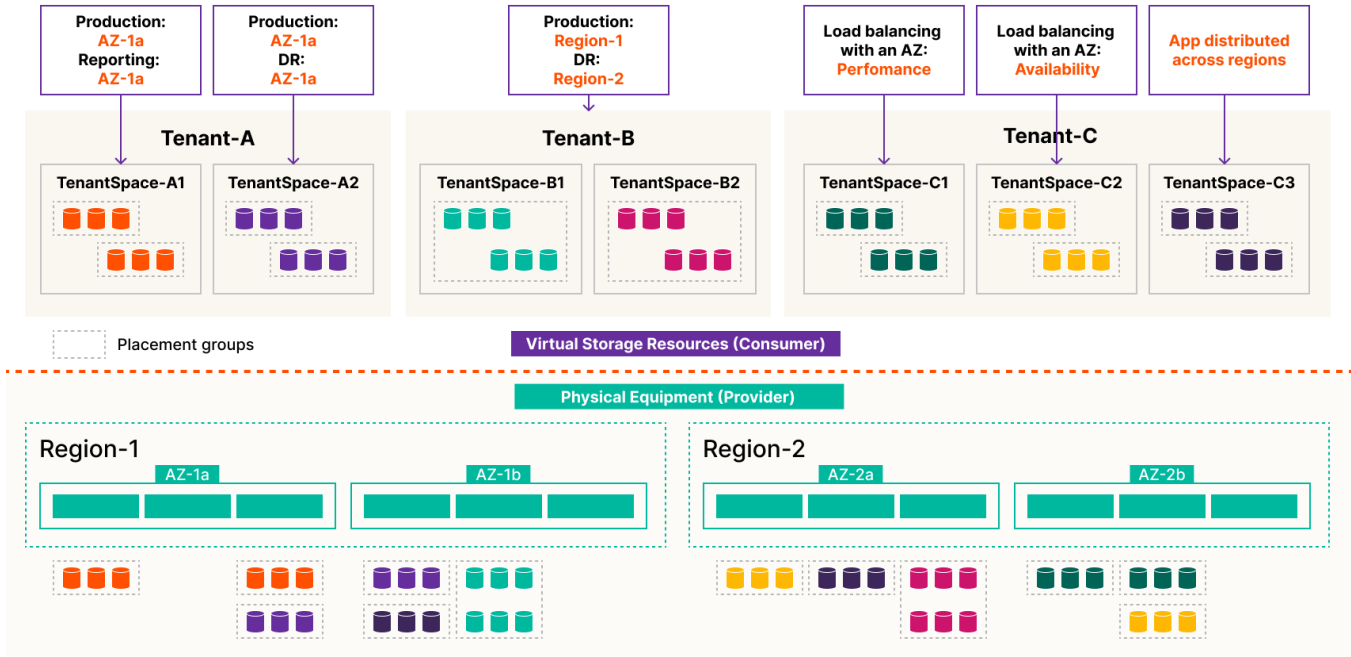 Production:
AZ-1a
Reporting:
AZ-1a
Production:
AZ-1a
DR:
AZ-1a
Production:
Region-1
DR:
Region-2
Load balancing
with an AZ:
Perfomance
Load balancing
with an AZ:
Availability
App distributed
across regions
Tenant-A
Tenant-B
Tenant-C
TenantSpace-A1
TenantSpace-A2
TenantSpace-B1
TenantSpace-B2
TenantSpace-C1
TenantSpace-C2
TenantSpace-C3
Placement groups
Virtual Storage Resources (Consumer)
Physical Equipment (Provider)
Region-1
AZ-1a
AZ-1b
Region-2
AZ-2a
AZ-2b